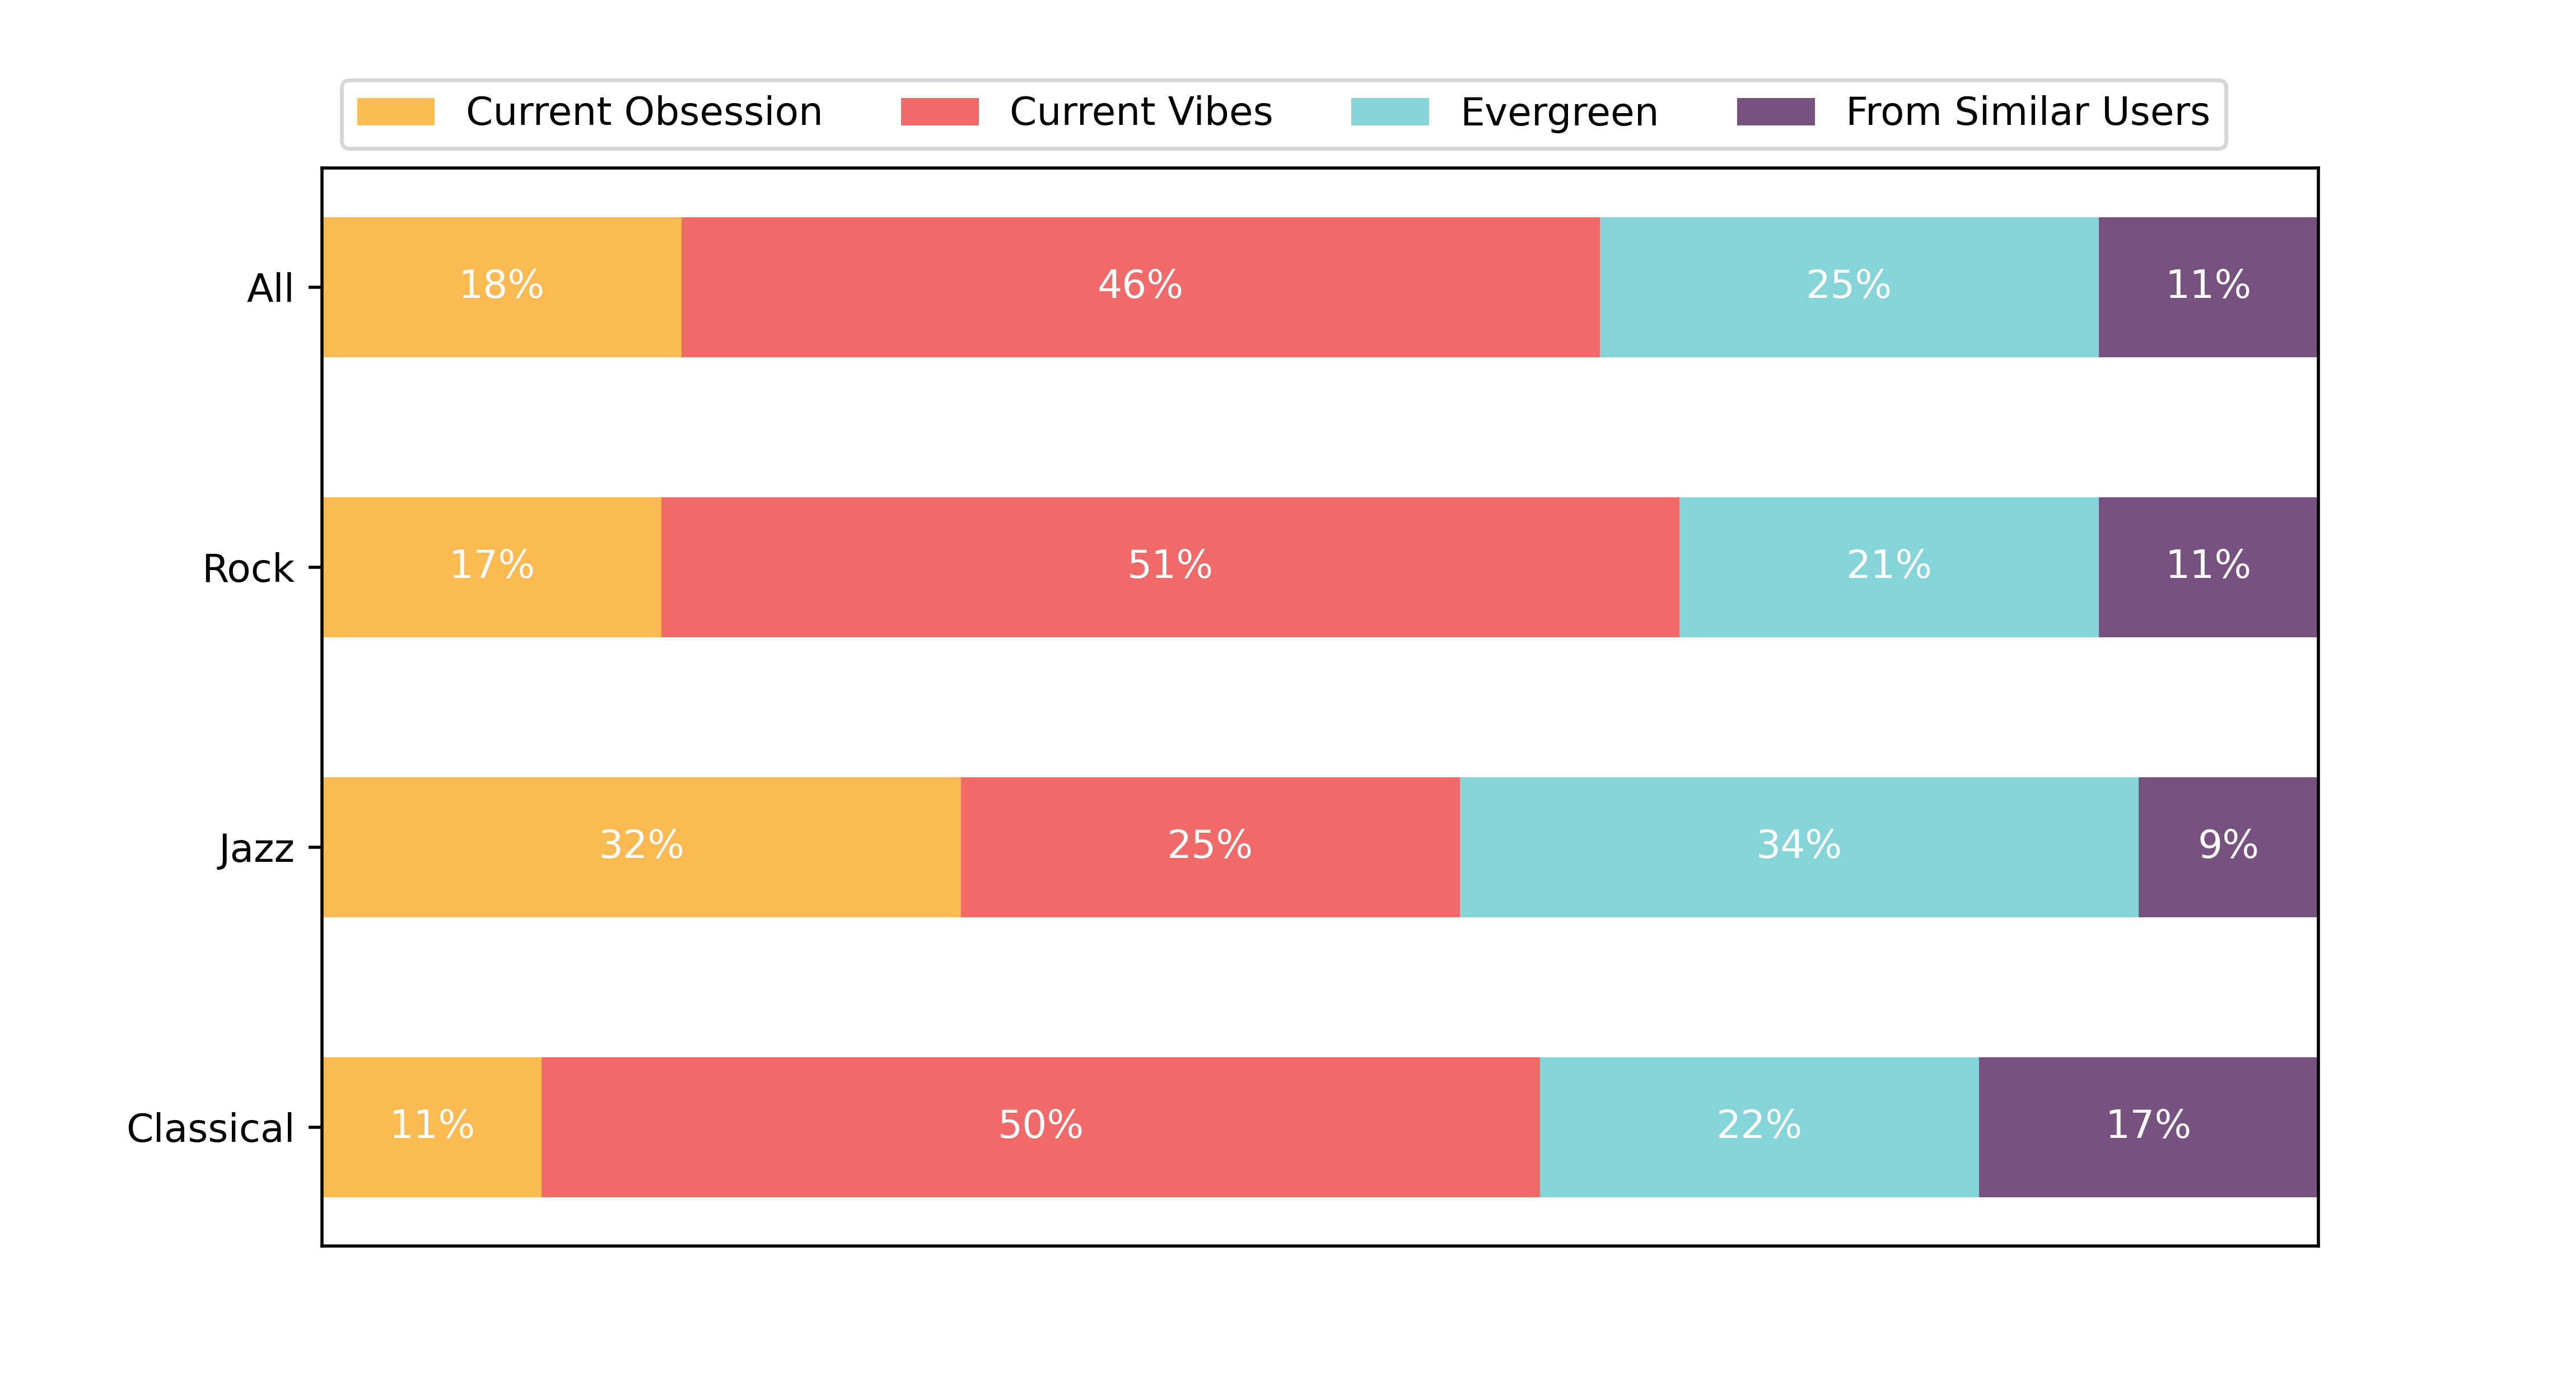 Current Obsession Current Vibes Evergreen From Similar Users
All 18% 46% 25% 11%
Rock 17% 51% 21% 11%
Jazz 32% 25% 34% 9%
Classical 11% 50% 22% 17%